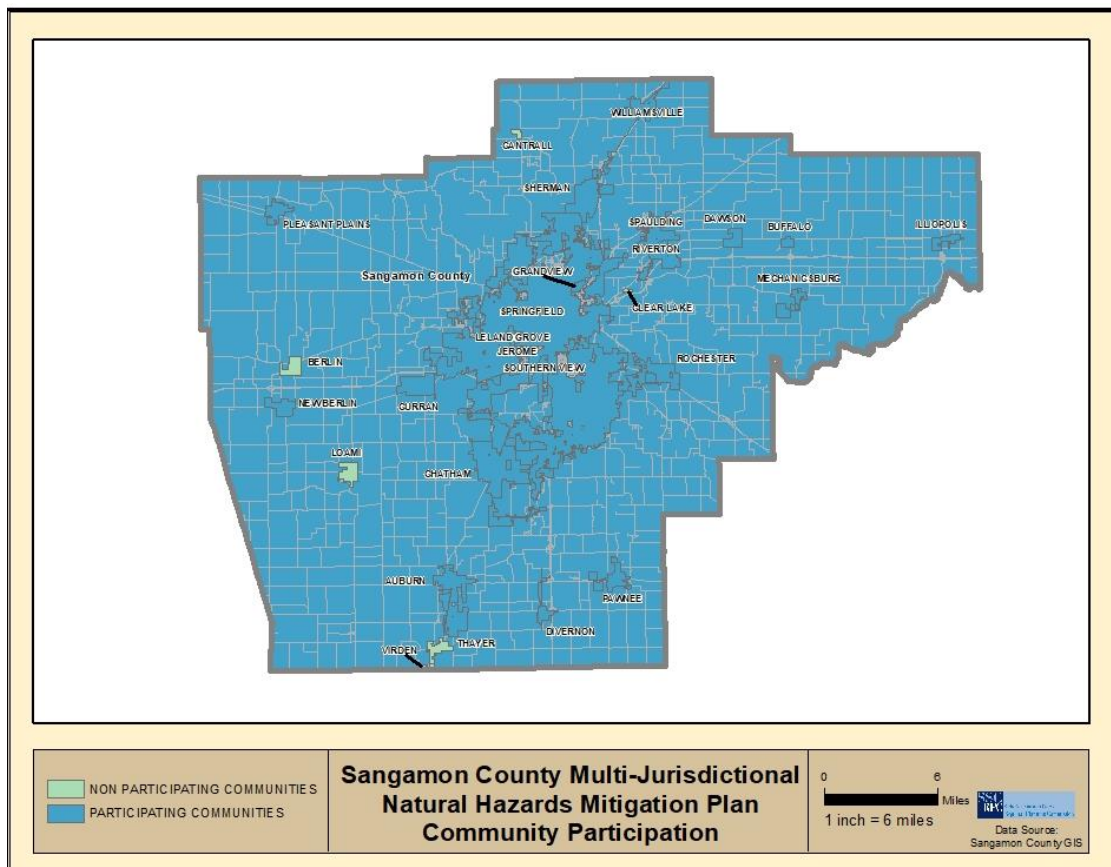 WILLIAMSVILLE
CANTRALL
SHERMAN
PLEASANT PLAINS
SPAULDING
DAWSON
BUFFALO
ILLIOPOLIS
RIVERTON
Sangamon County
GRANDVIEW
MECHANICSBURG
SPRINGFIELD
CLEAR LAKE
LELAND GROVE
JEROME
SOUTHERN VIEW
ROCHESTER
BERLIN
NEW BERLIN
CURRAN
LOAMI
CHATHAM
AUBURN
PAWNEE
DIVERNON
THAYER
VIRDEN
NON PARTICIPATING COMMUNITIES
PARTICIPATING COMMUNITIES
Sangamon County Multi-Jurisdictional
Natural Hazards Mitigation Plan
Community Participation
0 6
Miles
1 inch = 6 miles
Data Source:
Sangamon County GIS